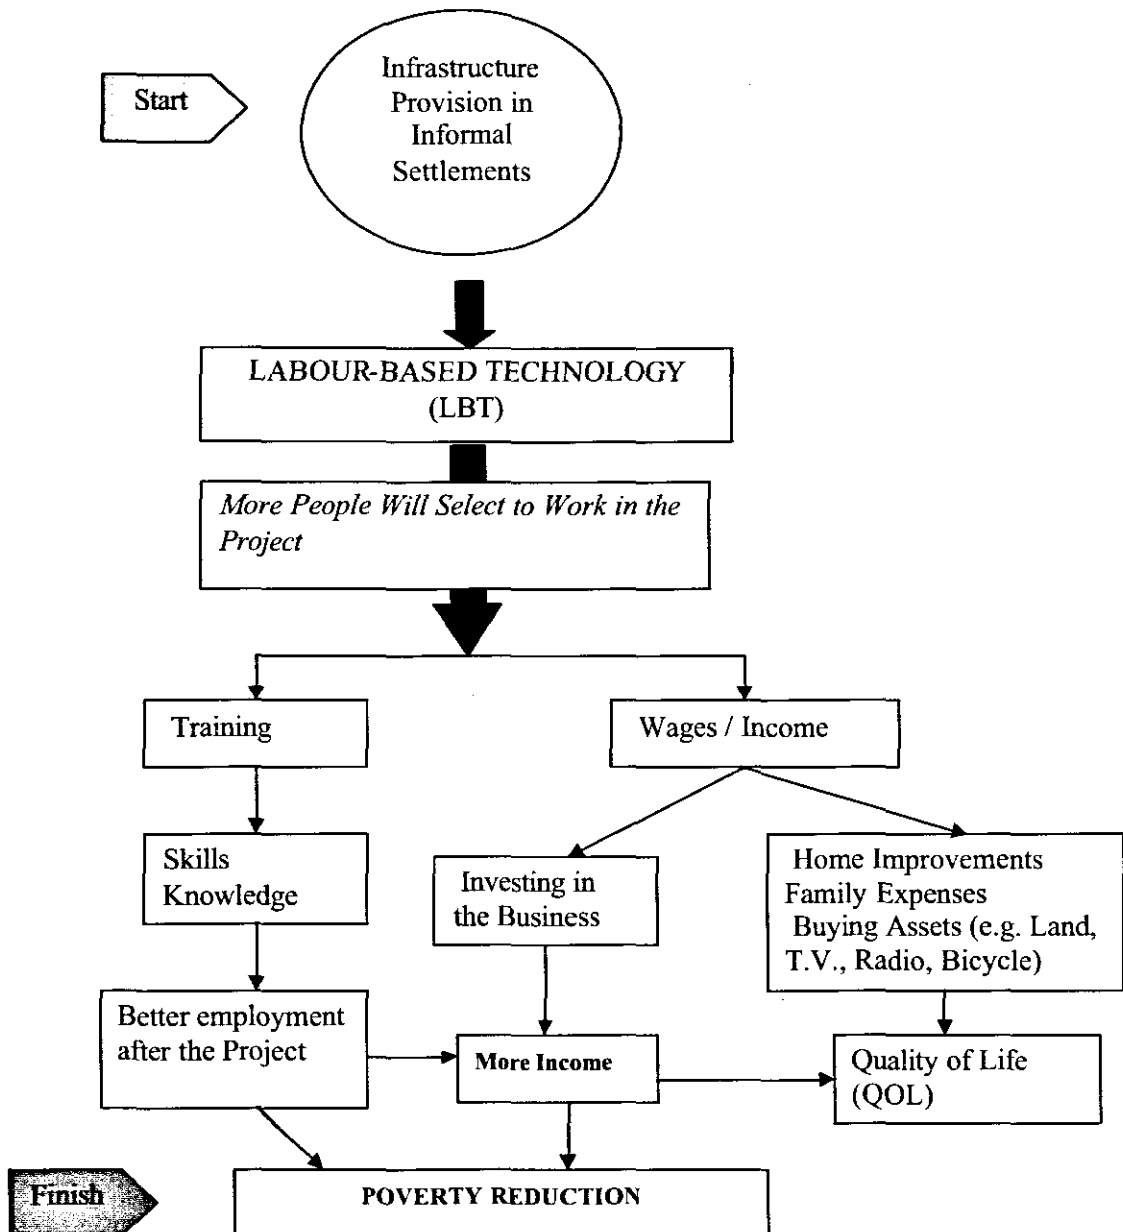 Start
Infrastructure
Provision in
Informal
Settlements
LABOUR-BASED TECHNOLOGY
(LBT)
More People Will Select to Work in the
Project
Training
Wages / Income
Skills
Knowledge
Investing in
the Business
Home Improvements
Family Expenses
Buying Assets (e.g. Land,
T.V., Radio, Bicycle)
Better employment
after the Project
More Income
Quality of Life
(QOL)
Finish
POVERTY REDUCTION